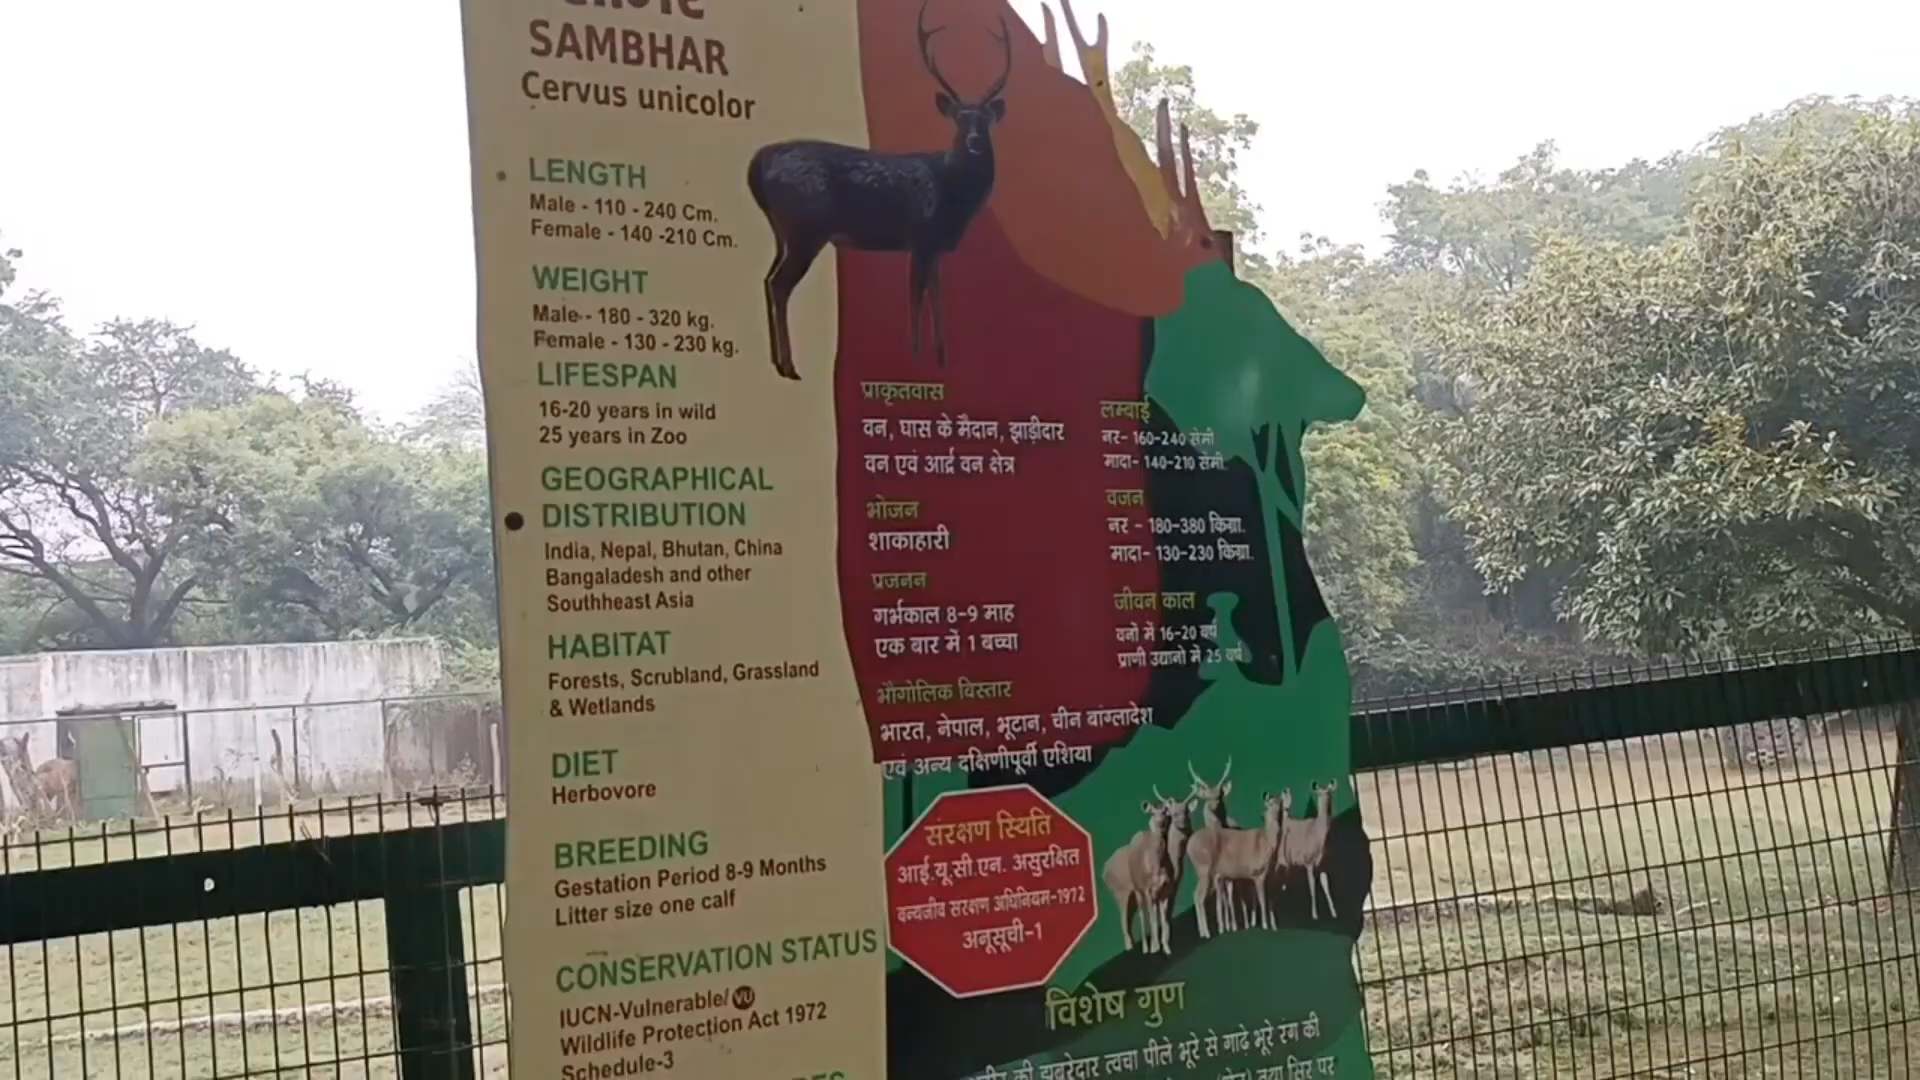 SAMBHAR
Cervus unicolor
LENGTH
Male - 110 - 240 Cm.
Female - 140 -210 Cm.
WEIGHT
Male - 180 - 320 kg.
Female - 130 - 230 kg.
LIFESPAN
16-20 years in wild
25 years in Zoo
GEOGRAPHICAL
DISTRIBUTION
India, Nepal, Bhutan, China
Bangaladesh and other
Southheast Asia
HABITAT
Forests, Scrubland, Grassland
& Wetlands
DIET
Herbovore
BREEDING
Gestation Period 8-9 Months
Litter size one calf
CONSERVATION STATUS
IUCN-Vulnerable/ VU
Wildlife Protection Act 1972
Schedule-3
प्राकृतवास
वन, घास के मैदान, झाड़ीदार
वन एवं आर्द्र वन क्षेत्र
भोजन
शाकाहारी
प्रजनन
गर्भकाल 8-9 माह
एक बार में 1 बच्चा
भौगोलिक विस्तार
भारत, नेपाल, भूटान, चीन बांग्लादेश
एवं अन्य दक्षिणीपूर्वी एशिया
लम्बाई
नर- 160-240 सेमी
मादा- 140-210 सेमी.
वजन
नर - 180-380 किग्रा.
मादा- 130-230 किग्रा.
जीवन काल
वनो में 16-20 वर्ष
प्राणी उद्यानो में 25 वर्ष
संरक्षण स्थिति
आई.यू.सी.एन. असुरक्षित
वन्यजीव संरक्षण अधिनियम-1972
अनूसूची-1
विशेष गुण
की झबरेदार त्वचा पीले भूरे से गाढ़े भूरे रंग की
तथा सिर पर